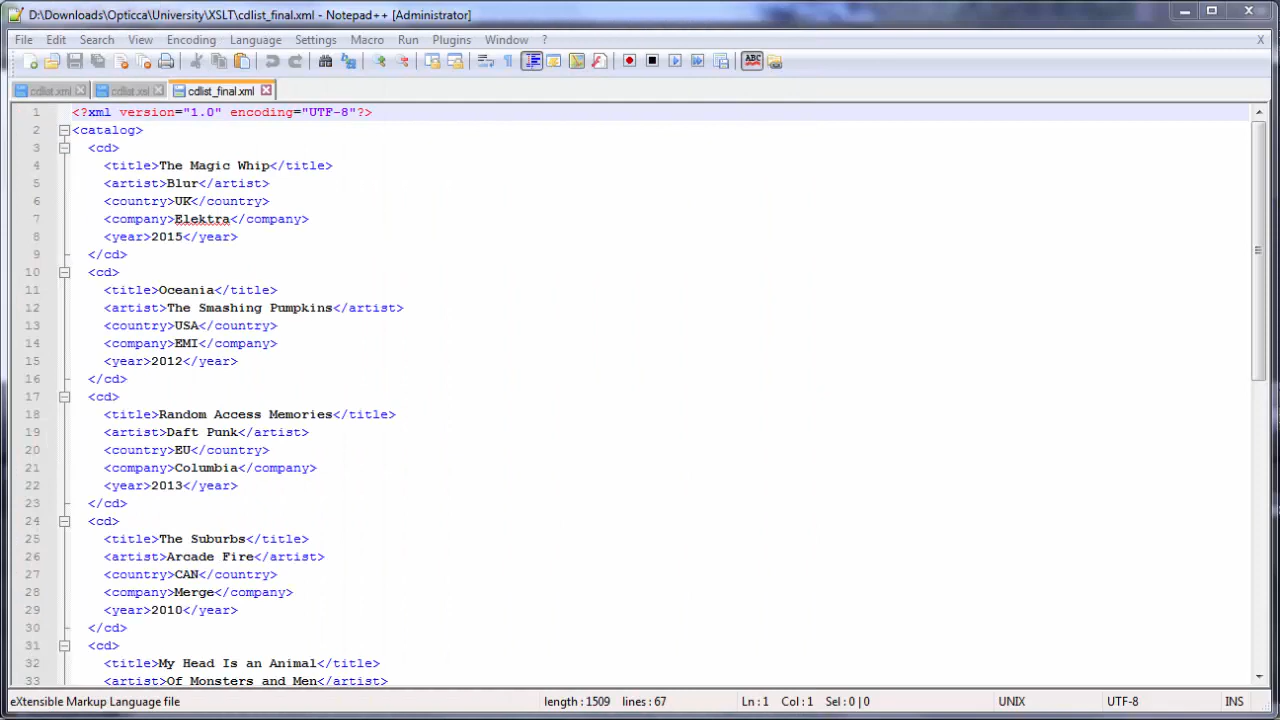 D:\Downloads\Opticca\University\XSLT\cdlist_final.xml - Notepad++ [Administrator]
File Edit Search View Encoding Language Settings Macro Run Plugins Window ? X
ABC
cdlist.xml cdlist.xsl cdlist_final.xml
1 <?xml version="1.0" encoding="UTF-8"?>
2 <catalog>
3 <cd>
4 <title>The Magic Whip</title>
5 <artist>Blur</artist>
6 <country>UK</country>
7 <company>Elektra</company>
8 <year>2015</year>
9 </cd>
10 <cd>
11 <title>Oceania</title>
12 <artist>The Smashing Pumpkins</artist>
13 <country>USA</country>
14 <company>EMI</company>
15 <year>2012</year>
16 </cd>
17 <cd>
18 <title>Random Access Memories</title>
19 <artist>Daft Punk</artist>
20 <country>EU</country>
21 <company>Columbia</company>
22 <year>2013</year>
23 </cd>
24 <cd>
25 <title>The Suburbs</title>
26 <artist>Arcade Fire</artist>
27 <country>CAN</country>
28 <company>Merge</company>
29 <year>2010</year>
30 </cd>
31 <cd>
32 <title>My Head Is an Animal</title>
33 <artist>Of Monsters and Men</artist>
eXtensible Markup Language file length : 1509 lines : 67 Ln : 1 Col : 1 Sel : 0 | 0 UNIX UTF-8 INS